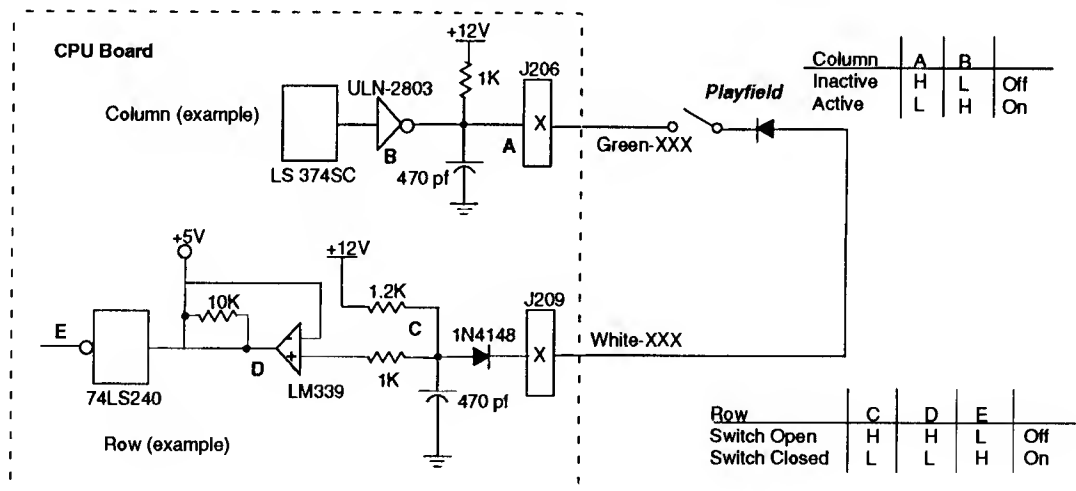 CPU Board
+12V
1K
J206
ULN-2803
Column (example)
B
X
A
LS 374SC
470 pf
Green-XXX
Playfield
Column A B
Inactive H L Off
Active L H On
+5V
+12V
10K
1.2K
J209
E
C
1N4148
-
+
X
White-XXX
D
1K
74LS240
LM339
470 pf
Row (example)
Row C D E
Switch Open H H L Off
Switch Closed L L H On